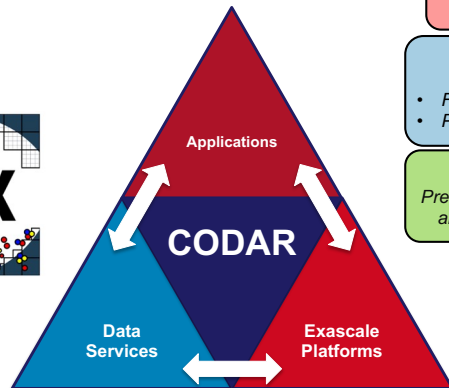 Applications
CODAR
Data
Services
Exascale
Platforms